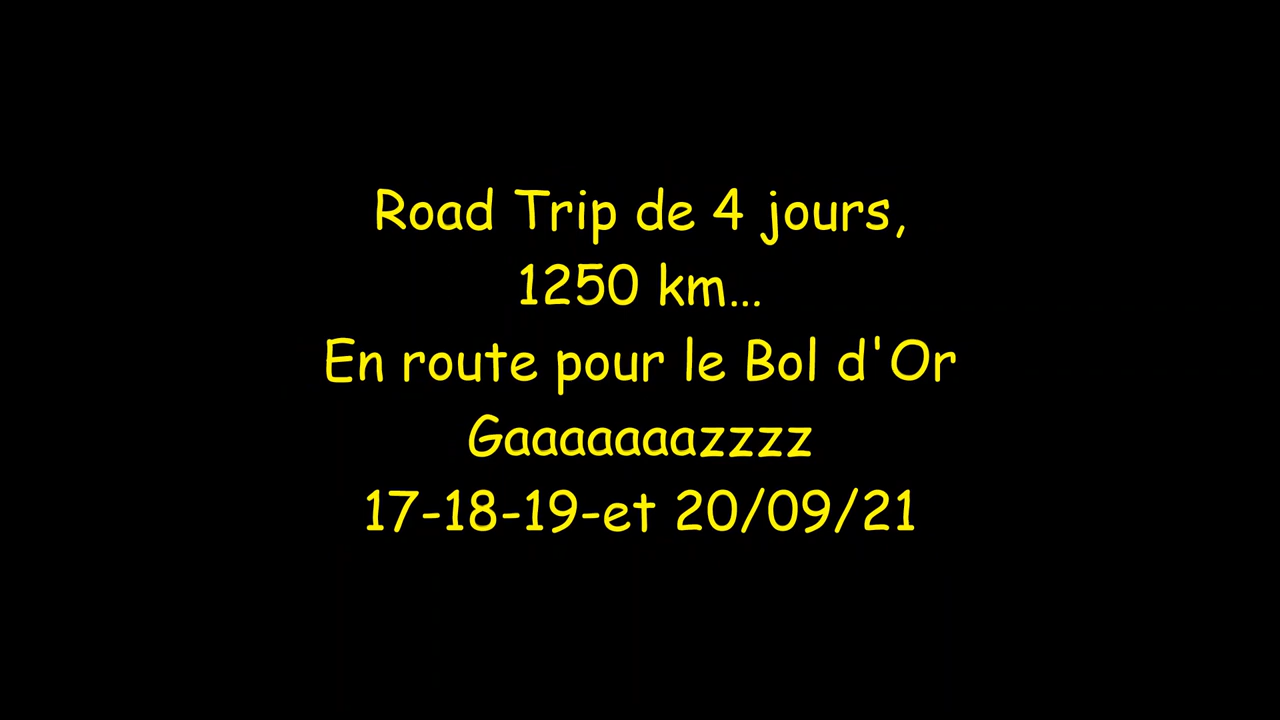 Road Trip de 4 jours,
1250 km...
En route pour le Bol d'Or
Gaaaaaaazzzz
17-18-19-et 20/09/21